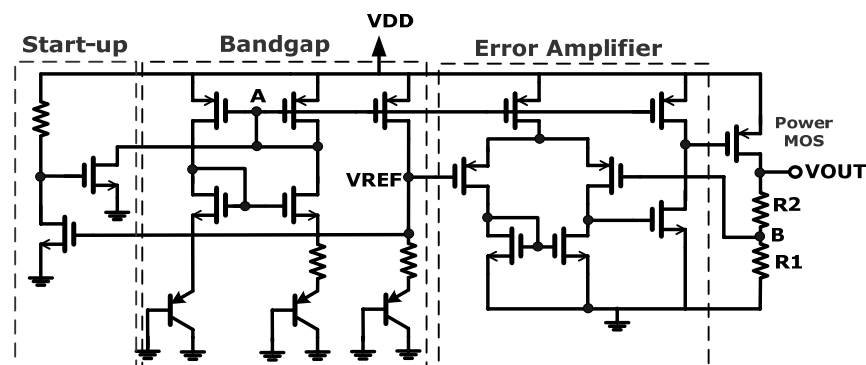 Start-up
Bandgap
VDD
Error Amplifier
A
Power
MOS
VOUT
VREF
R2
B
R1